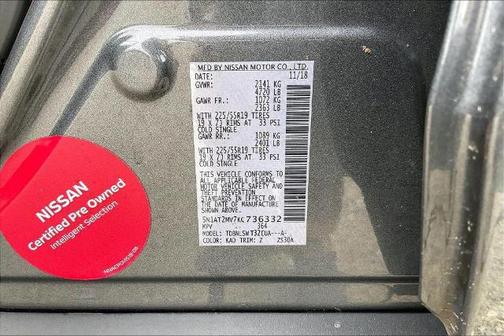 MFD BY NISSAN MOTOR CO., LTD.
DATE: 11/18
GVWR: 2141 KG
4720 LB
GAWR FR.: 1072 KG
2363 LB
WITH 225/55R19 TIRES
19 x 7J RIMS AT 33 PSI
COLD SINGLE
GAWR RR.: 1089 KG
2401 LB
WITH 225/55R19 TIRES
19 x 7J RIMS AT 33 PSI
COLD SINGLE
THIS VEHICLE CONFORMS TO ALL
APPLICABLE U.S. FEDERAL
MOTOR VEHICLE SAFETY AND
THEFT PREVENTION
STANDARDS IN EFFECT ON
THE DATE OF MANUFACTURE
SHOWN ABOVE.
5N1AT2MV7KC736332
MPV 364
MODEL:
COLOR: KAD TRIM: Z
NISSAN
Certified Pre Owned
Intelligent Selection